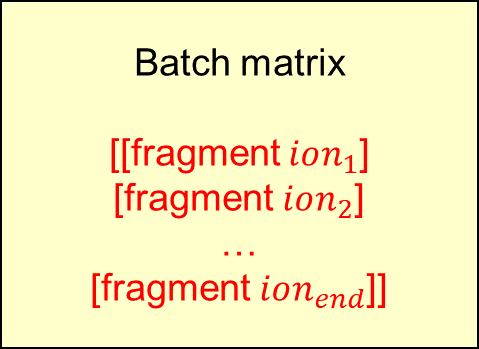 Batch matrix
[[fragment ion₁]
[fragment ion₂]
…
[fragment ionₑₙ𝑑]]